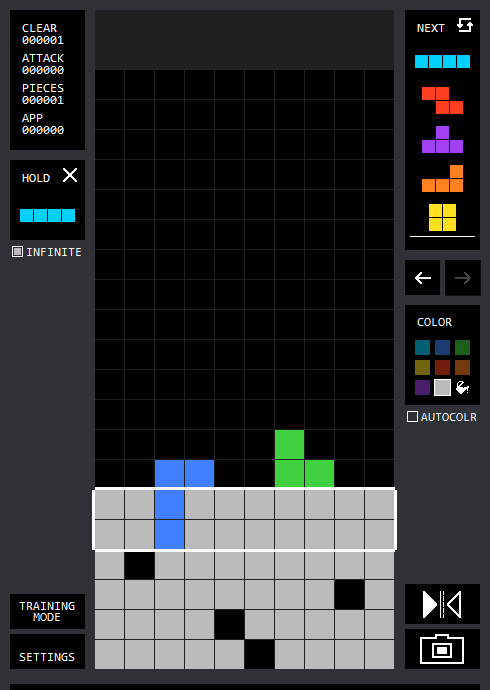 CLEAR
000001
ATTACK
000000
PIECES
000001
APP
000000
HOLD
INFINITE
NEXT
COLOR
AUTOCOLR
TRAINING
MODE
SETTINGS